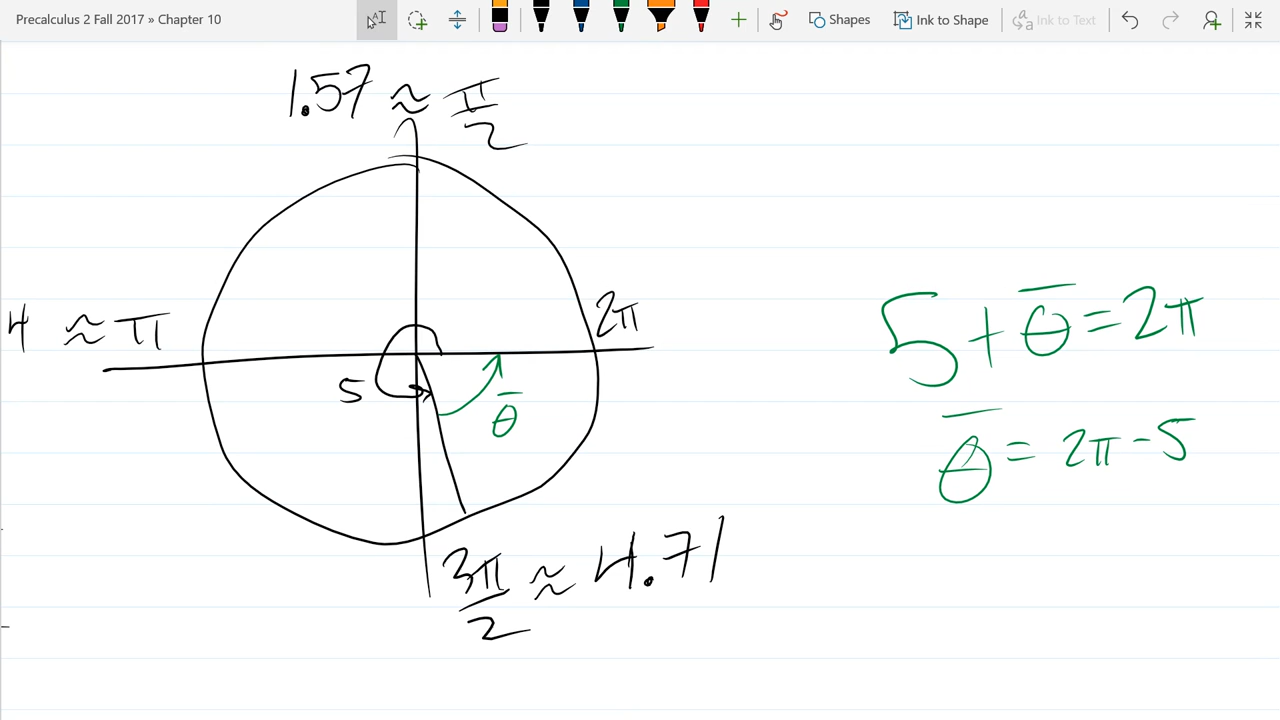 Precalculus 2 Fall 2017 » Chapter 10
Shapes
Ink to Shape
Ink to Text
1.57 ≈ π/2
4 ≈ π
2π
5
θ̅
3π/2 ≈ 4.71
5 + θ̅ = 2π
θ̅ = 2π - 5